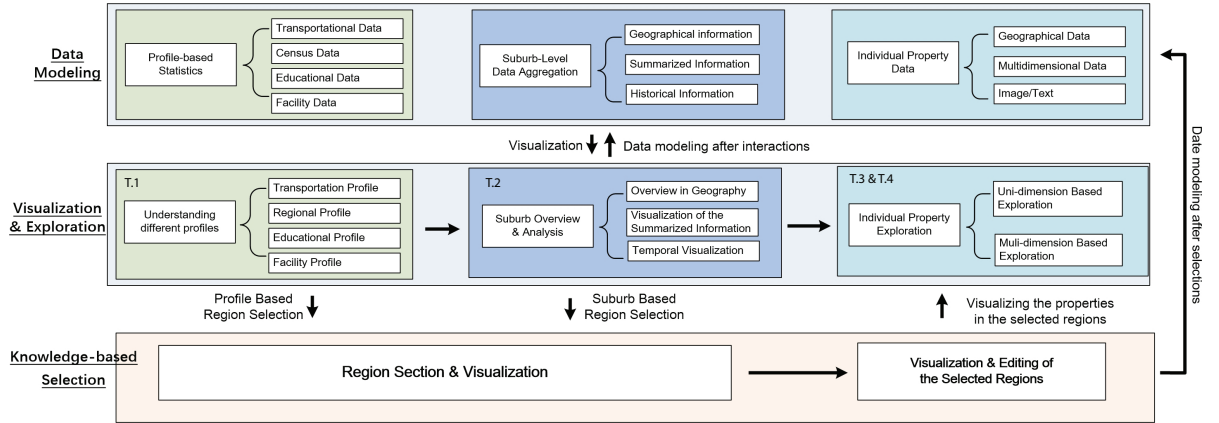 Data
Modeling
Profile-based
Statistics
Transportational Data
Census Data
Educational Data
Facility Data
Suburb-Level
Data Aggregation
Geographical information
Summarized Information
Historical Information
Individual Property
Data
Geographical Data
Multidimensional Data
Image/Text
Visualization
Data modeling after interactions
Date modeling after selections
Visualization
& Exploration
T.1
Understanding
different profiles
Transportation Profile
Regional Profile
Educational Profile
Facility Profile
T.2
Suburb Overview
& Analysis
Overview in Geography
Visualization of the
Summarized Information
Temporal Visualization
T.3 & T.4
Individual Property
Exploration
Uni-dimension Based
Exploration
Muli-dimension Based
Exploration
Profile Based
Region Selection
Suburb Based
Region Selection
Visualizing the properties
in the selected regions
Knowledge-based
Selection
Region Section & Visualization
Visualization & Editing of
the Selected Regions